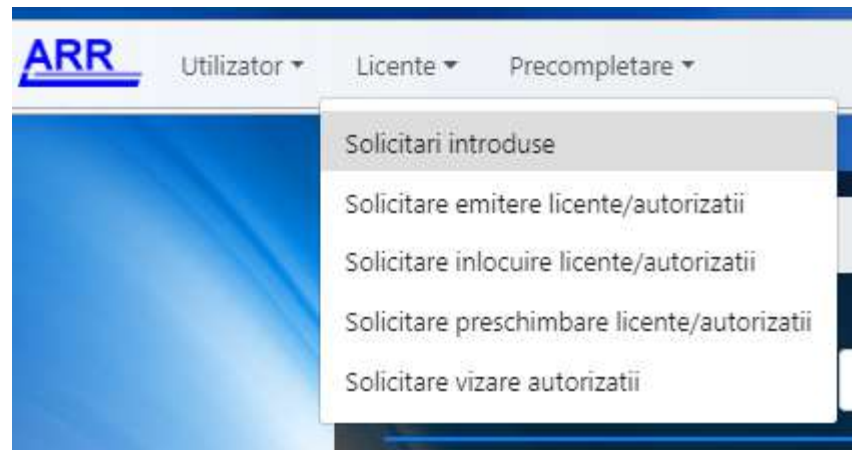 ARR Utilizator Licente Precompletare
Solicitari introduse
Solicitare emitere licente/autorizatii
Solicitare inlocuire licente/autorizatii
Solicitare preschimbare licente/autorizatii
Solicitare vizare autorizatii